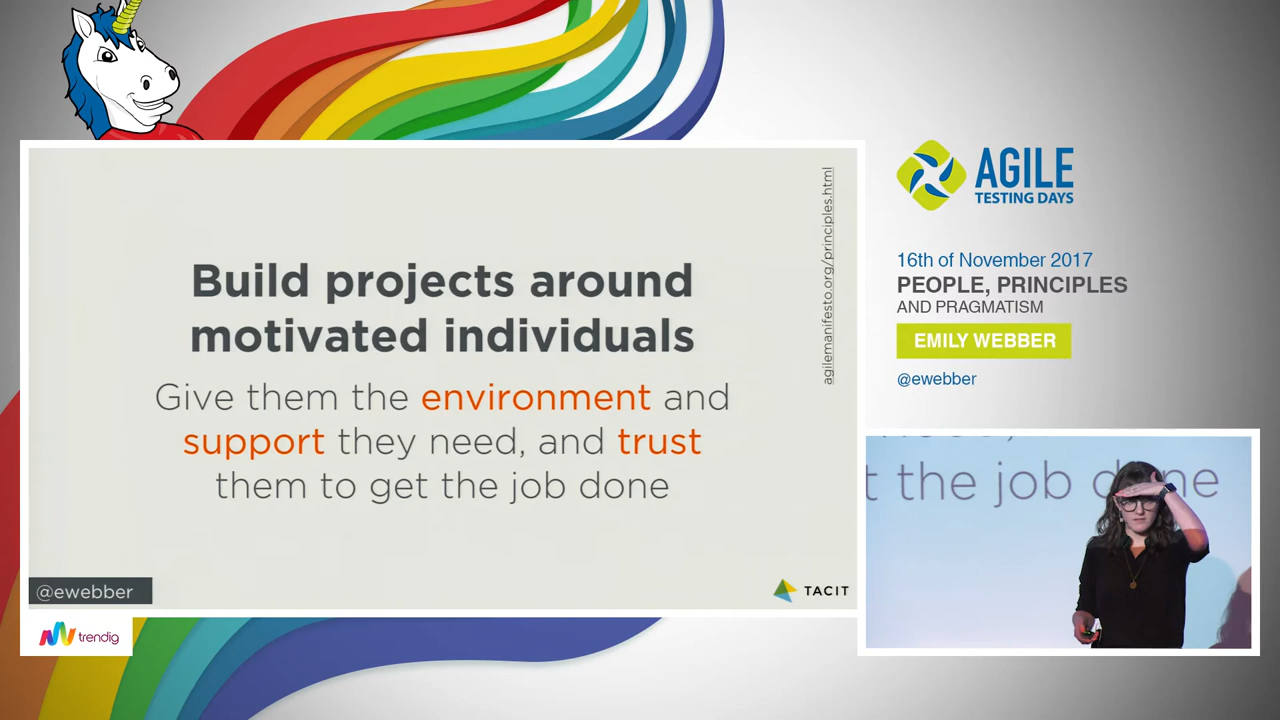 Build projects around
motivated individuals
Give them the environment and
support they need, and trust
them to get the job done
agilemanifesto.org/principles.html
@ewebber
TACIT
trendig
AGILE
TESTING DAYS
16th of November 2017
PEOPLE, PRINCIPLES
AND PRAGMATISM
EMILY WEBBER
@ewebber
t the job done